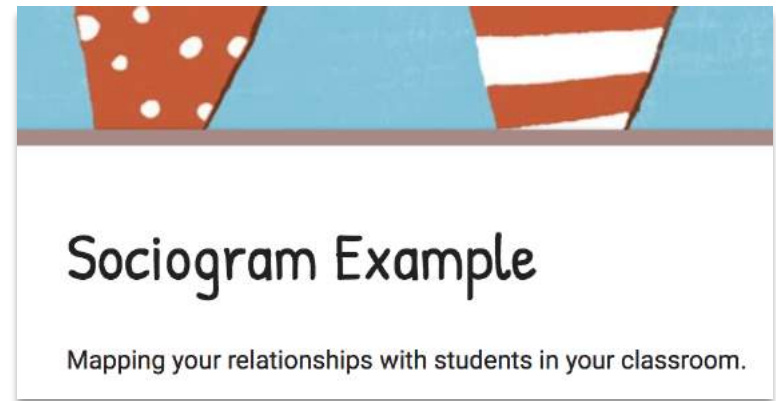 Sociogram Example
Mapping your relationships with students in your classroom.